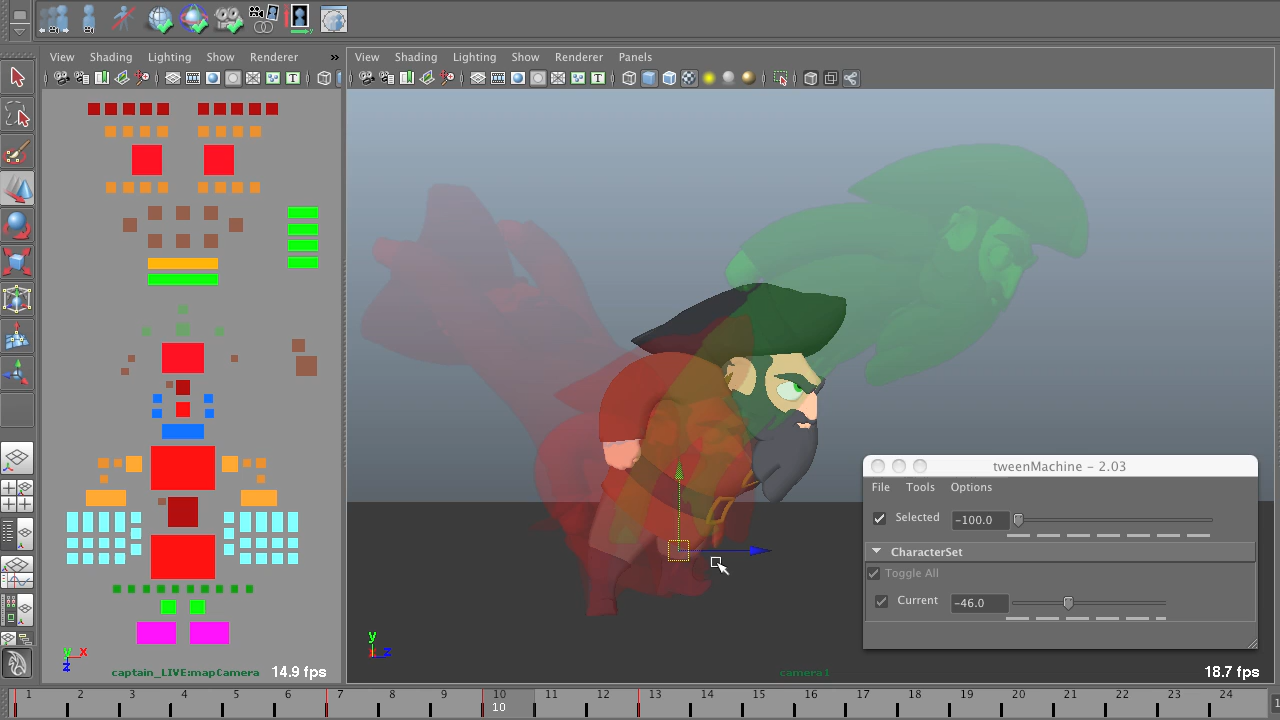 View Shading Lighting Show Renderer »
View Shading Lighting Show Renderer Panels
T
T
tweenMachine – 2.03
File Tools Options
Selected -100.0
CharacterSet
Toggle All
Current -46.0
y x
z
captain_LIVE:mapCamera 14.9 fps
y
x z
camera1 18.7 fps
1 2 3 4 5 6 7 8 9 10 11 12 13 14 15 16 17 18 19 20 21 22 23 24
10